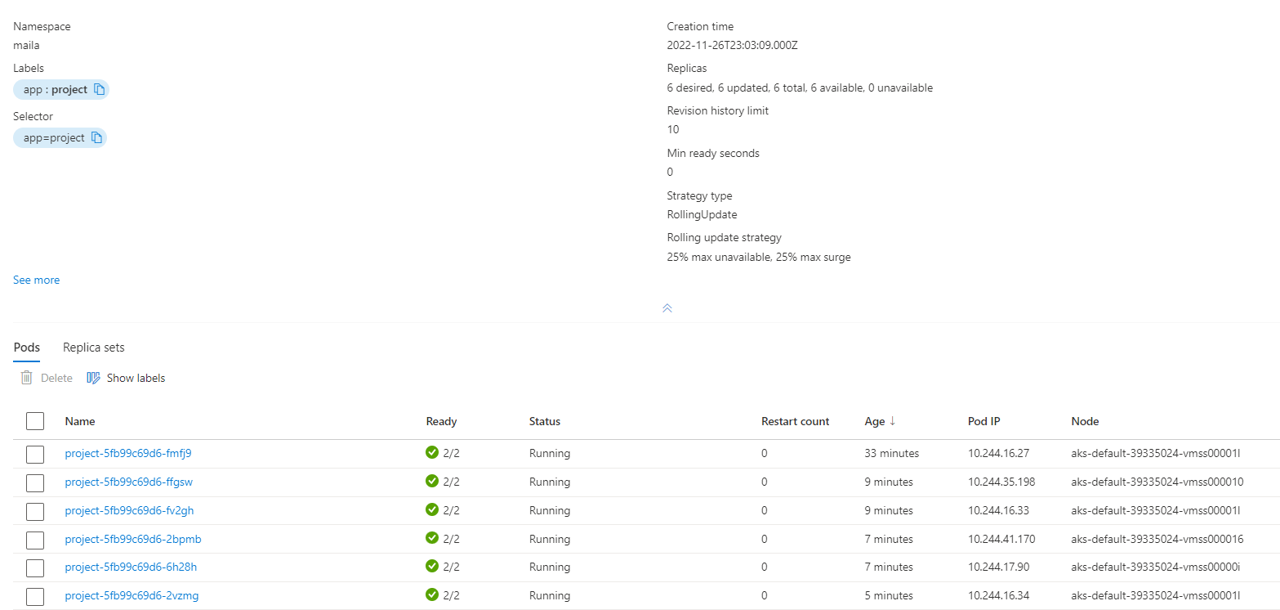 Namespace
maila
Labels
app : project
Selector
app=project
See more
Creation time
2022-11-26T23:03:09.000Z
Replicas
6 desired, 6 updated, 6 total, 6 available, 0 unavailable
Revision history limit
10
Min ready seconds
0
Strategy type
RollingUpdate
Rolling update strategy
25% max unavailable, 25% max surge
Pods Replica sets
Delete Show labels
Name Ready Status Restart count Age ↓ Pod IP Node
project-5fb99c69d6-fmfj9 2/2 Running 0 33 minutes 10.244.16.27 aks-default-39335024-vmss00001l
project-5fb99c69d6-ffgsw 2/2 Running 0 9 minutes 10.244.35.198 aks-default-39335024-vmss000010
project-5fb99c69d6-fv2gh 2/2 Running 0 9 minutes 10.244.16.33 aks-default-39335024-vmss00001l
project-5fb99c69d6-2bpmb 2/2 Running 0 7 minutes 10.244.41.170 aks-default-39335024-vmss000016
project-5fb99c69d6-6h28h 2/2 Running 0 7 minutes 10.244.17.90 aks-default-39335024-vmss00000i
project-5fb99c69d6-2vzmg 2/2 Running 0 5 minutes 10.244.16.34 aks-default-39335024-vmss00001l